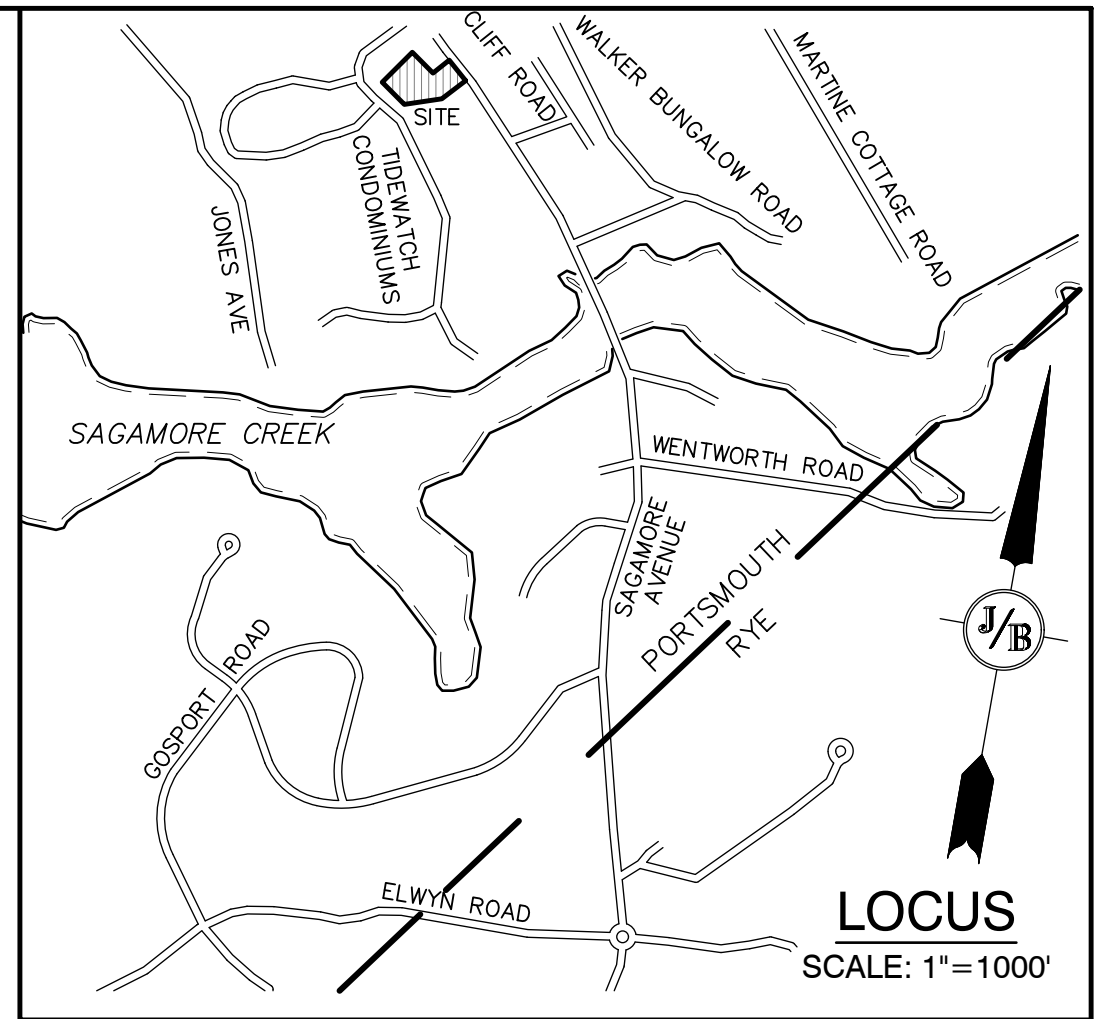 CLIFF ROAD
WALKER BUNGALOW ROAD
MARTINE COTTAGE ROAD
SITE
TIDEWATCH
CONDOMINIUMS
JONES AVE
SAGAMORE CREEK
WENTWORTH ROAD
SAGAMORE
AVENUE
PORTSMOUTH
RYE
J/B
GOSPORT ROAD
ELWYN ROAD
LOCUS
SCALE: 1"=1000'